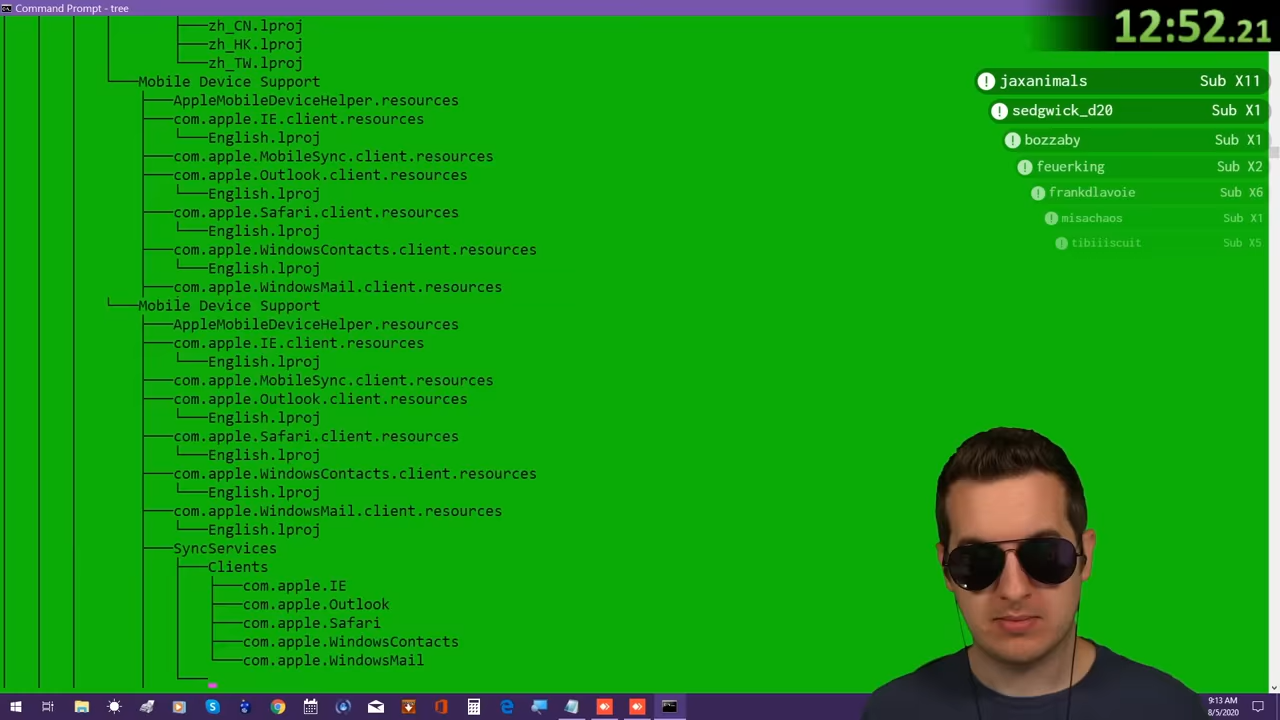 Command Prompt - tree
12:52.21
zh_CN.lproj
zh_HK.lproj
zh_TW.lproj
Mobile Device Support
AppleMobileDeviceHelper.resources
com.apple.IE.client.resources
English.lproj
com.apple.MobileSync.client.resources
com.apple.Outlook.client.resources
English.lproj
com.apple.Safari.client.resources
English.lproj
com.apple.WindowsContacts.client.resources
English.lproj
com.apple.WindowsMail.client.resources
Mobile Device Support
AppleMobileDeviceHelper.resources
com.apple.IE.client.resources
English.lproj
com.apple.MobileSync.client.resources
com.apple.Outlook.client.resources
English.lproj
com.apple.Safari.client.resources
English.lproj
com.apple.WindowsContacts.client.resources
English.lproj
com.apple.WindowsMail.client.resources
English.lproj
SyncServices
Clients
com.apple.IE
com.apple.Outlook
com.apple.Safari
com.apple.WindowsContacts
com.apple.WindowsMail
jaxanimals Sub X11
sedgwick_d20 Sub X1
bozzaby Sub X1
feuerking Sub X2
frankdlavoie Sub X6
misachaos Sub X1
tibiiiscuit Sub X5
9:13 AM
8/5/2020